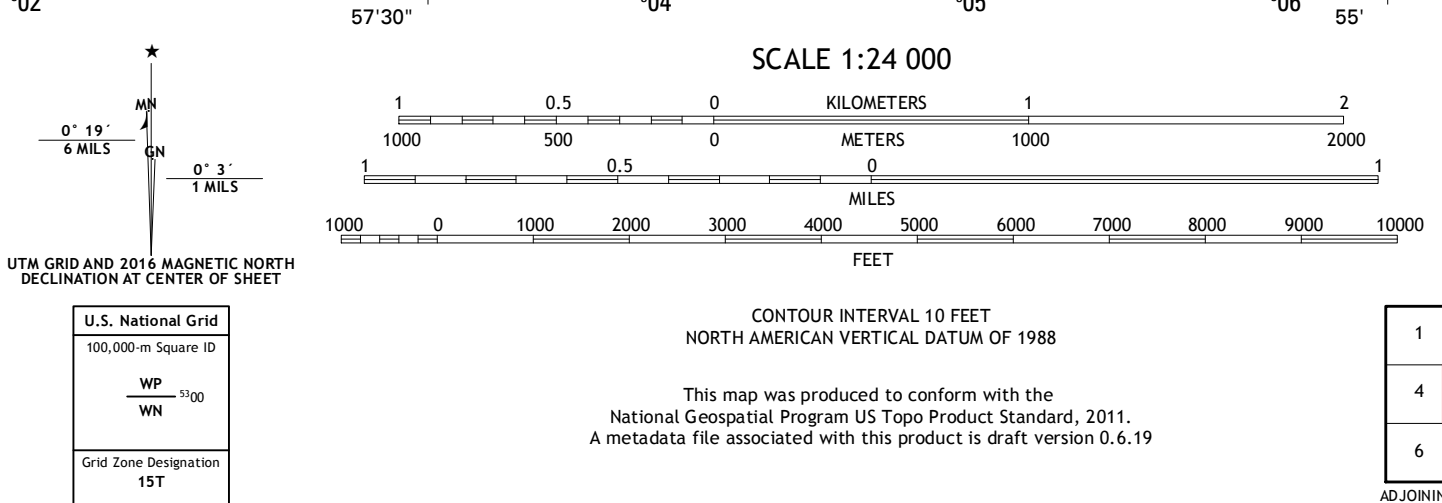 °02 57'30" °04 °05 °06 55'
SCALE 1:24 000
MN
0° 19´
6 MILS
GN
0° 3´
1 MILS
UTM GRID AND 2016 MAGNETIC NORTH
DECLINATION AT CENTER OF SHEET
1 0.5 0 KILOMETERS 1 2
1000 500 0 METERS 1000 2000
1 0.5 0 1
MILES
1000 0 1000 2000 3000 4000 5000 6000 7000 8000 9000 10000
FEET
U.S. National Grid
100,000-m Square ID
WP
5300
WN
Grid Zone Designation
15T
CONTOUR INTERVAL 10 FEET
NORTH AMERICAN VERTICAL DATUM OF 1988
This map was produced to conform with the
National Geospatial Program US Topo Product Standard, 2011.
A metadata file associated with this product is draft version 0.6.19
1
4
6